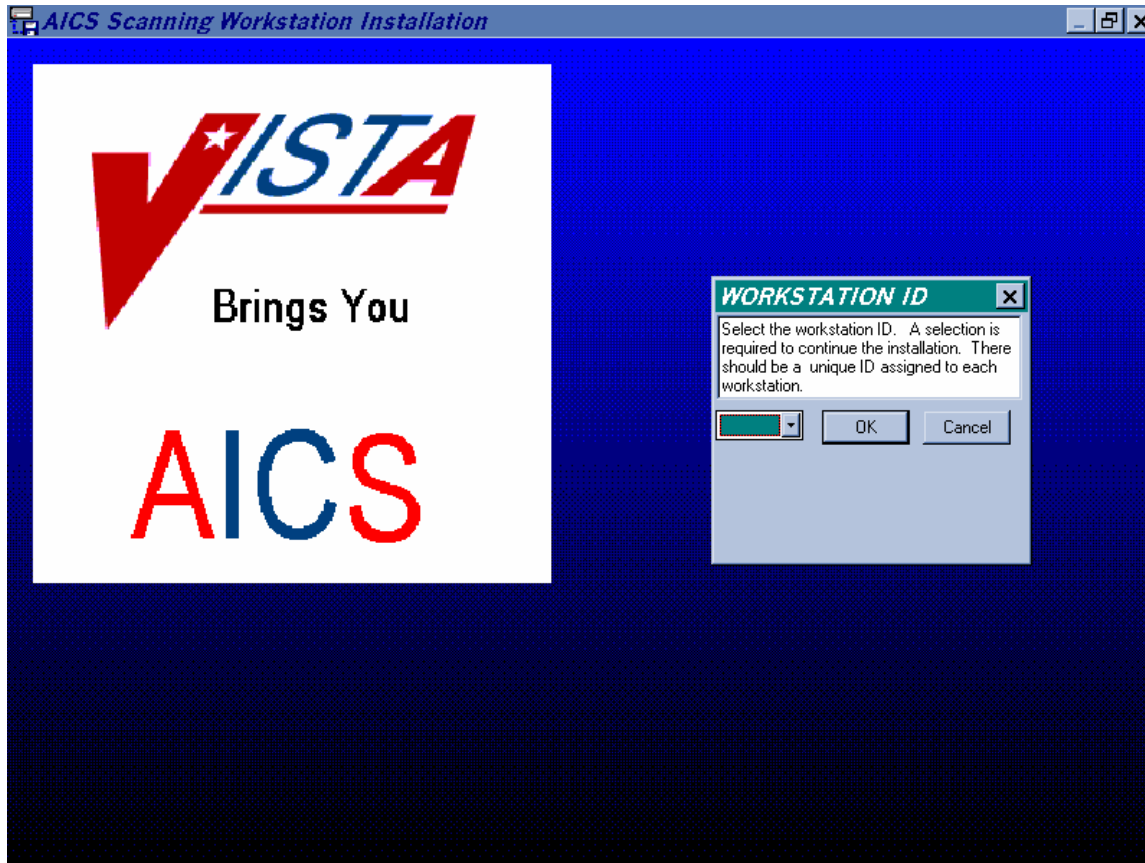 AICS Scanning Workstation Installation
VISTA
Brings You
AICS
WORKSTATION ID
Select the workstation ID. A selection is
required to continue the installation. There
should be a unique ID assigned to each
workstation.
OK Cancel